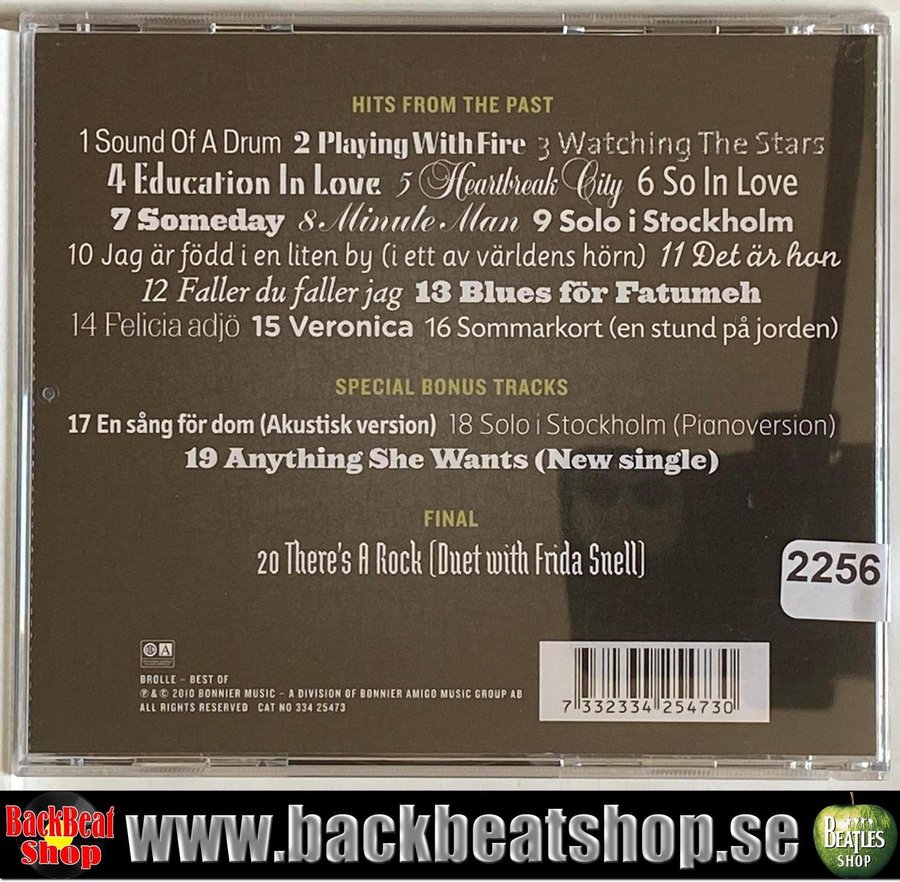 HITS FROM THE PAST
1 Sound Of A Drum 2 Playing With Fire 3 Watching The Stars
4 Education In Love 5 Heartbreak City 6 So In Love
7 Someday 8 Minute Man 9 Solo i Stockholm
10 Jag är född i en liten by (i ett av världens hörn) 11 Det är hon
12 Faller du faller jag 13 Blues för Fatumeh
14 Felicia adjö 15 Veronica 16 Sommarkort (en stund på jorden)
SPECIAL BONUS TRACKS
17 En sång för dom (Akustisk version) 18 Solo i Stockholm (Pianoversion)
19 Anything She Wants (New single)
FINAL
20 There's A Rock (Duet with Frida Snell)
2256
BROLLE - BEST OF
℗ & © 2010 BONNIER MUSIC - A DIVISION OF BONNIER AMIGO MUSIC GROUP AB
ALL RIGHTS RESERVED CAT NO 334 25473
7 332334 254730
BackBeat
Shop
www.backbeatshop.se
BEATLES
SHOP